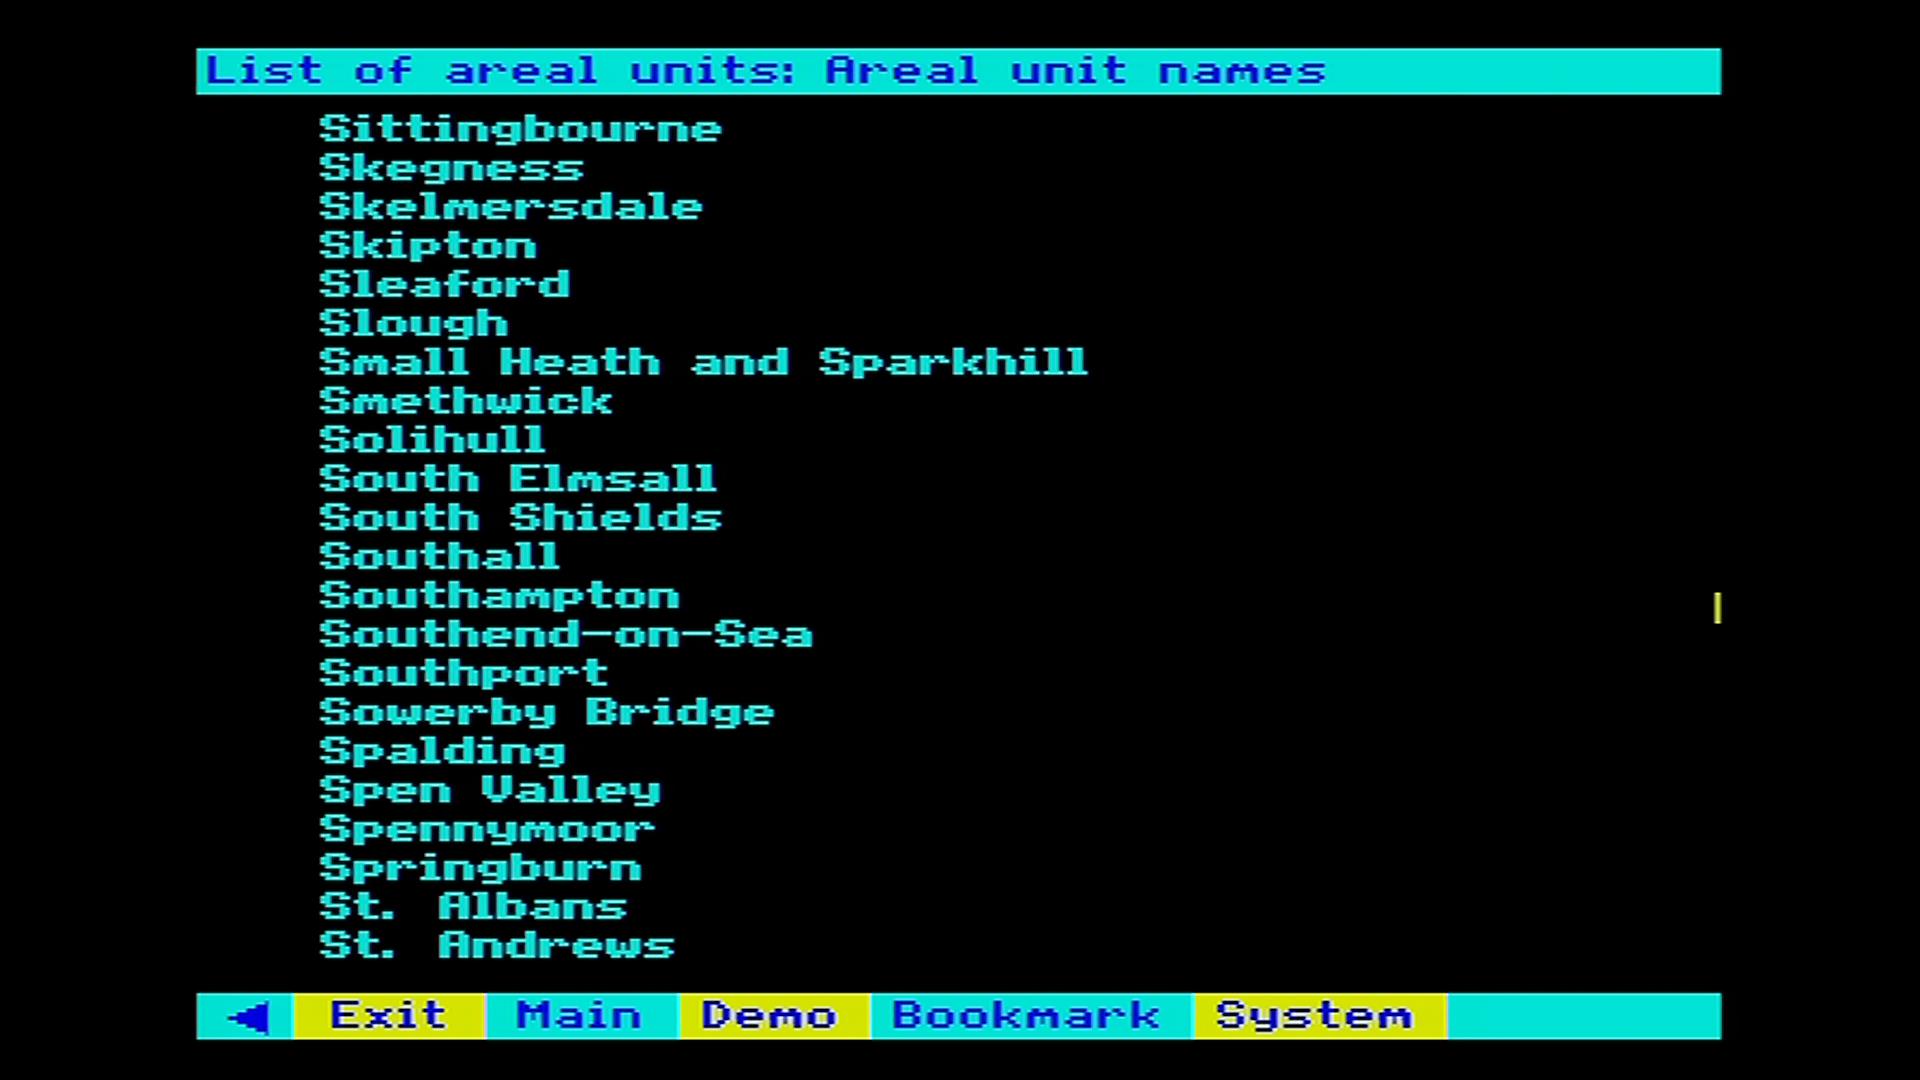 List of areal units: Areal unit names
Sittingbourne
Skegness
Skelmersdale
Skipton
Sleaford
Slough
Small Heath and Sparkhill
Smethwick
Solihull
South Elmsall
South Shields
Southall
Southampton
Southend-on-Sea
Southport
Sowerby Bridge
Spalding
Spen Valley
Spennymoor
Springburn
St. Albans
St. Andrews
Exit Main Demo Bookmark System